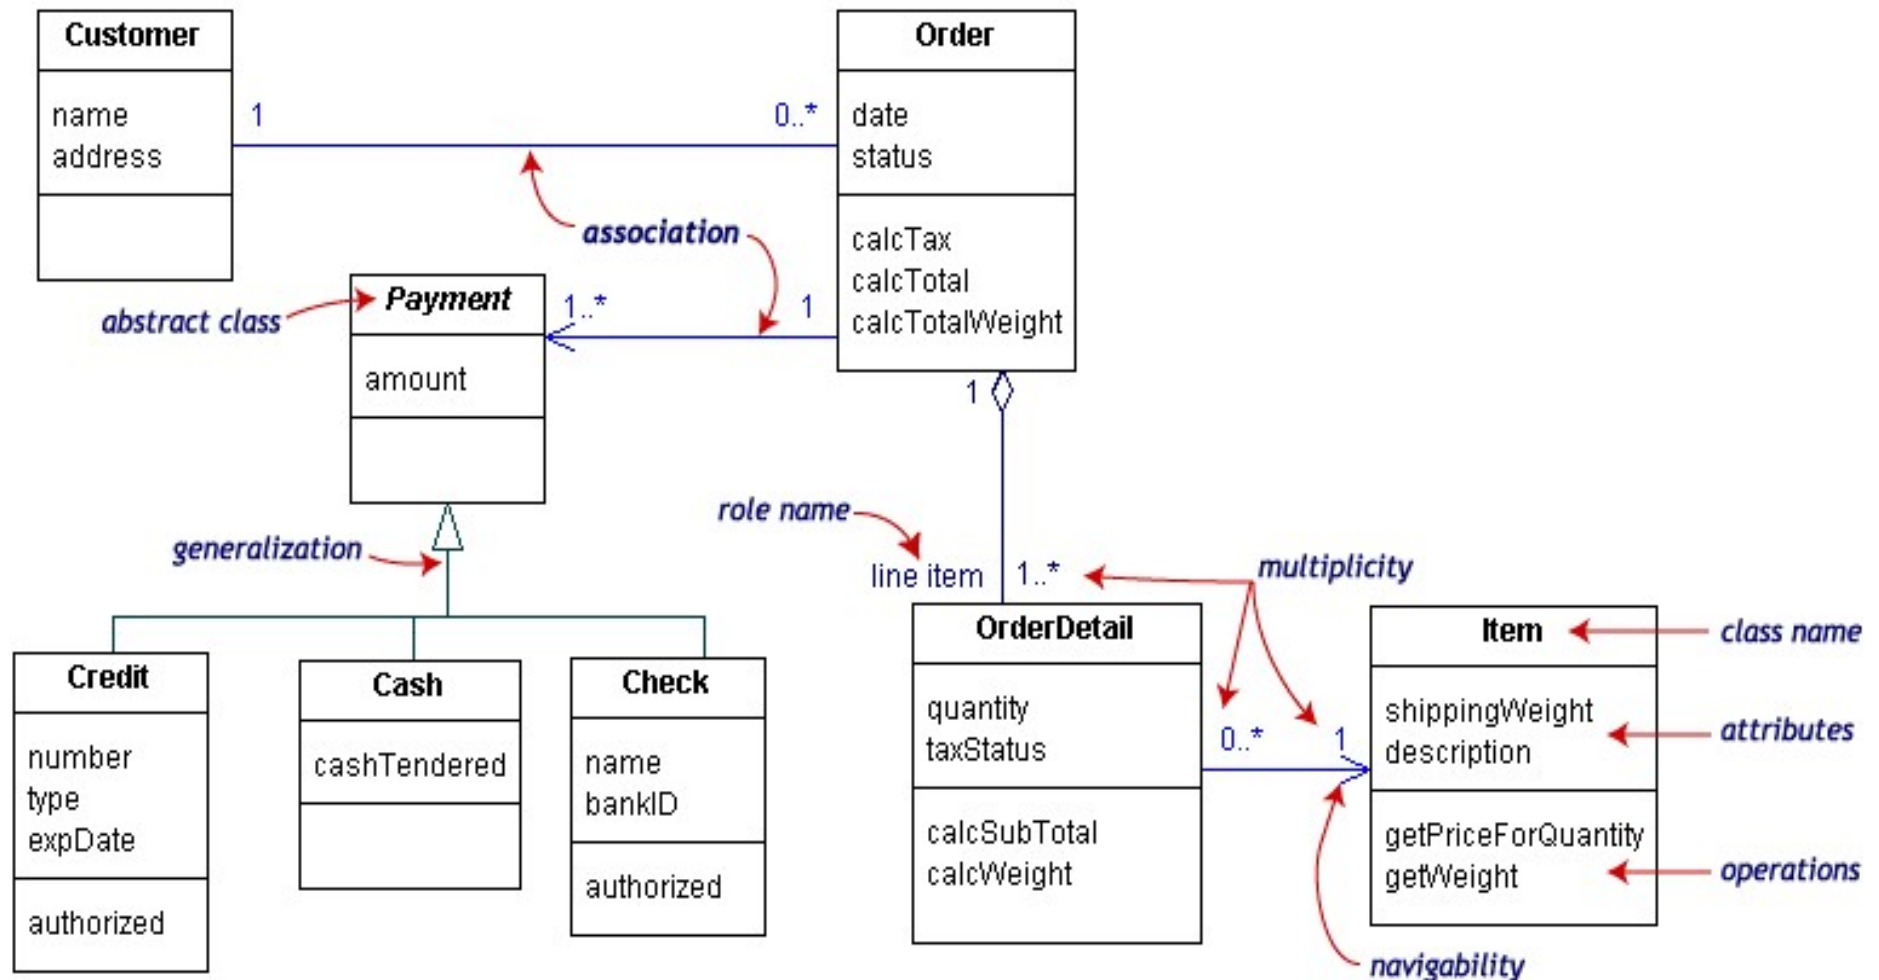 Customer
name
address
1
0..*
Order
date
status
calcTax
calcTotal
calcTotalWeight
association
abstract class
Payment
amount
1..*
1
1
generalization
role name
line item
1..*
multiplicity
Credit
number
type
expDate
authorized
Cash
cashTendered
Check
name
bankID
authorized
OrderDetail
quantity
taxStatus
calcSubTotal
calcWeight
0..*
1
Item
shippingWeight
description
getPriceForQuantity
getWeight
class name
attributes
operations
navigability